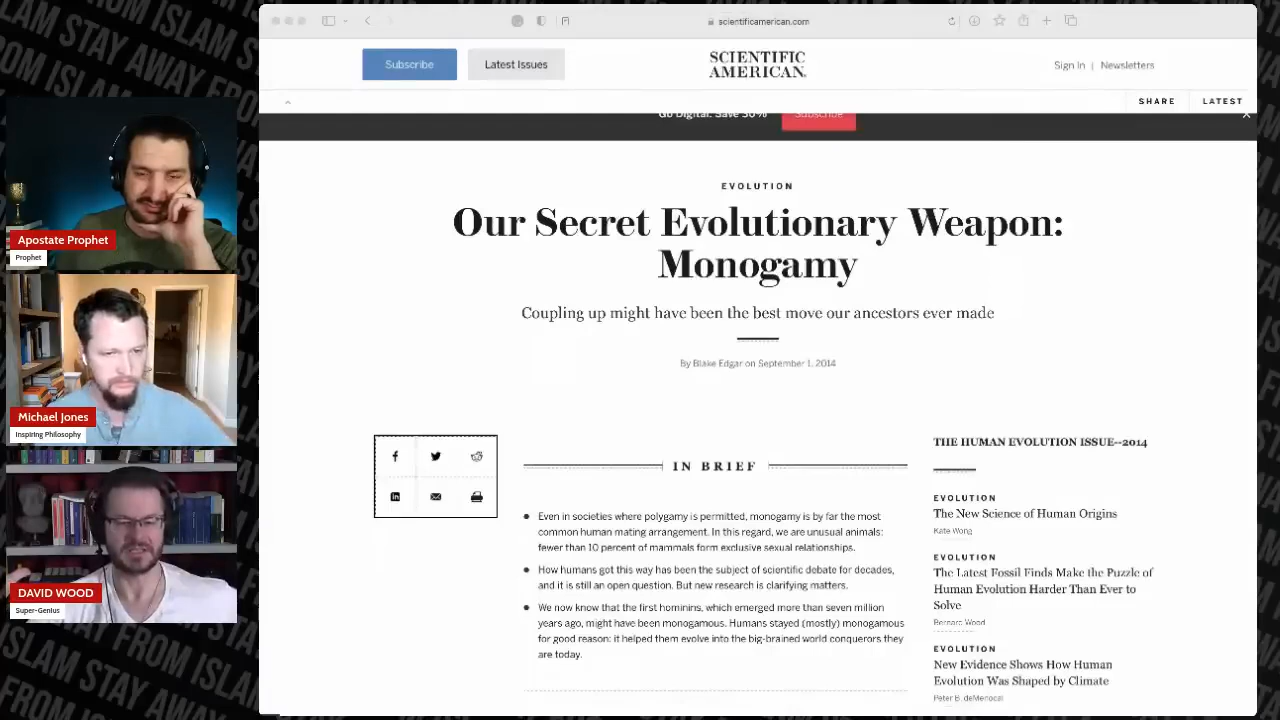 scientificamerican.com
Subscribe
Latest Issues
SCIENTIFIC
AMERICAN
Sign In | Newsletters
SHARE
LATEST
Go Digital. Save 30%
Subscribe
EVOLUTION
Our Secret Evolutionary Weapon:
Monogamy
Coupling up might have been the best move our ancestors ever made
By Blake Edgar on September 1, 2014
IN BRIEF
Even in societies where polygamy is permitted, monogamy is by far the most
common human mating arrangement. In this regard, we are unusual animals:
fewer than 10 percent of mammals form exclusive sexual relationships.
How humans got this way has been the subject of scientific debate for decades,
and it is still an open question. But new research is clarifying matters.
We now know that the first hominins, which emerged more than seven million
years ago, might have been monogamous. Humans stayed (mostly) monogamous
for good reason: it helped them evolve into the big-brained world conquerors they
are today.
THE HUMAN EVOLUTION ISSUE--2014
EVOLUTION
The New Science of Human Origins
Kate Wong
EVOLUTION
The Latest Fossil Finds Make the Puzzle of
Human Evolution Harder Than Ever to
Solve
Bernard Wood
EVOLUTION
New Evidence Shows How Human
Evolution Was Shaped by Climate
Peter B. deMenocal
Apostate Prophet
Prophet
Michael Jones
Inspiring Philosophy
DAVID WOOD
Super-Genius
STAY AWAY FROM ISLAM